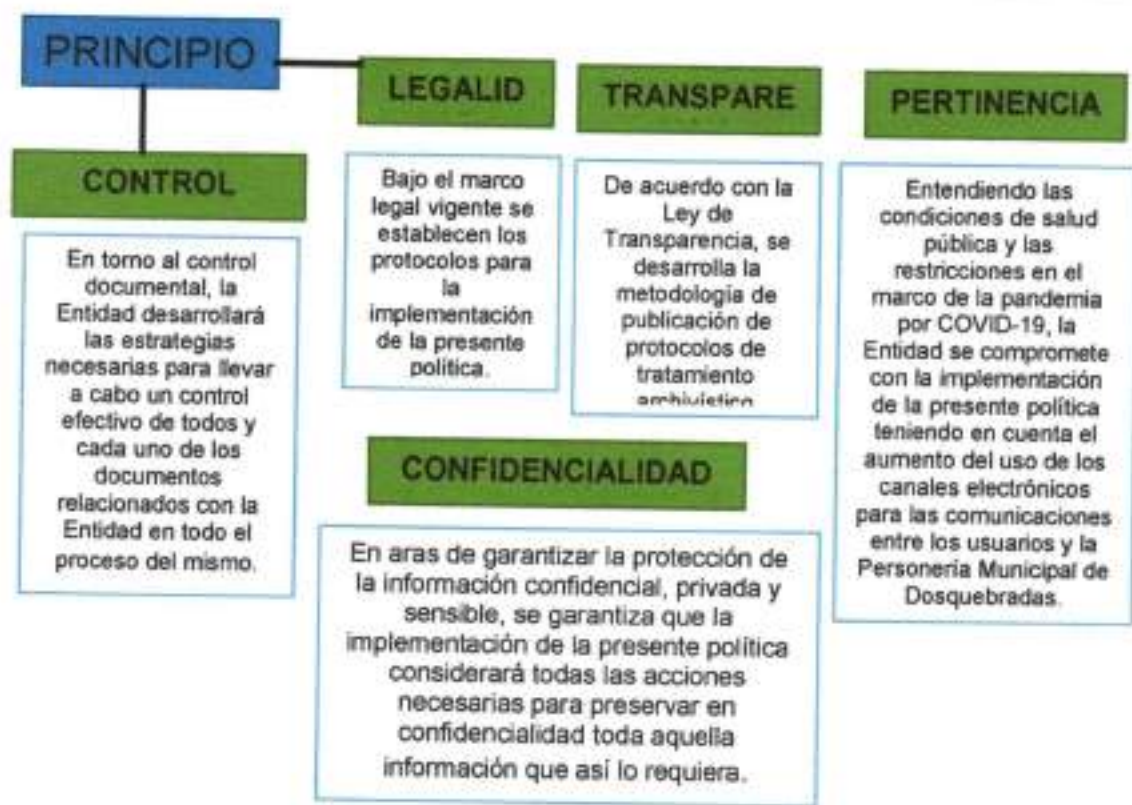 PRINCIPIO
CONTROL
En torno al control
documental, la
Entidad desarrollará
las estrategias
necesarias para llevar
a cabo un control
efectivo de todos y
cada uno de los
documentos
relacionados con la
Entidad en todo el
proceso del mismo.
LEGALID
Bajo el marco
legal vigente se
establecen los
protocolos para
la
implementación
de la presente
política.
TRANSPARE
De acuerdo con la
Ley de
Transparencia, se
desarrolla la
metodología de
publicación de
protocolos de
tratamiento
archivístico
PERTINENCIA
Entendiendo las
condiciones de salud
pública y las
restricciones en el
marco de la pandemia
por COVID-19, la
Entidad se compromete
con la implementación
de la presente política
teniendo en cuenta el
aumento del uso de los
canales electrónicos
para las comunicaciones
entre los usuarios y la
Personería Municipal de
Dosquebradas.
CONFIDENCIALIDAD
En aras de garantizar la protección de
la información confidencial, privada y
sensible, se garantiza que la
implementación de la presente política
considerará todas las acciones
necesarias para preservar en
confidencialidad toda aquella
información que así lo requiera.